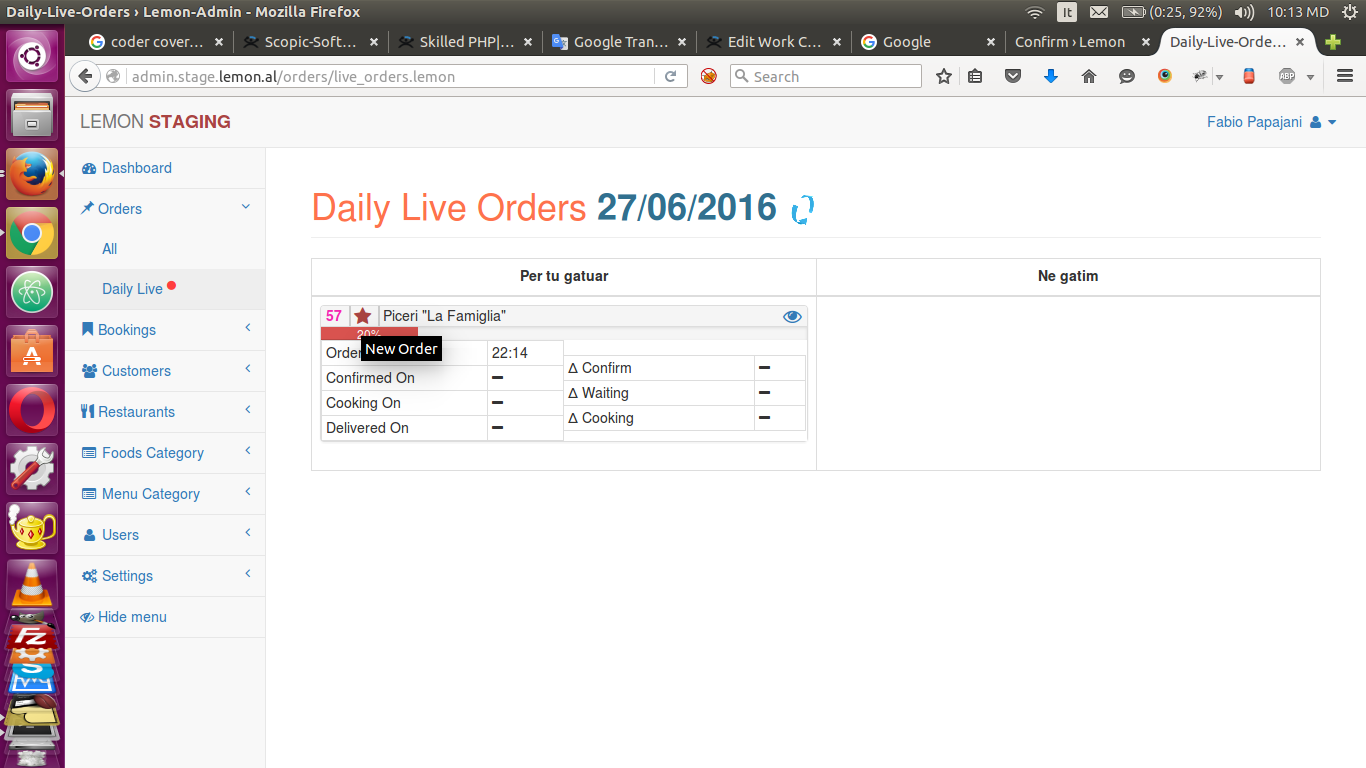 Daily-Live-Orders › Lemon-Admin - Mozilla Firefox
It
(0:25, 92%)
10:13 MD
coder cover…
Scopic-Soft…
Skilled PHP|…
Google Tran…
Edit Work C…
Google
Confirm › Lemon
Daily-Live-Orde…
admin.stage.lemon.al/orders/live_orders.lemon
Search
ABP
LEMON STAGING
Fabio Papajani
Dashboard
Orders
All
Daily Live
Bookings
Customers
Restaurants
Foods Category
Menu Category
Users
Settings
Hide menu
Daily Live Orders 27/06/2016
Per tu gatuar
Ne gatim
57
Piceri "La Famiglia"
20%
New Order
Order
22:14
Confirmed On
Cooking On
Delivered On
Δ Confirm
Δ Waiting
Δ Cooking
Fz